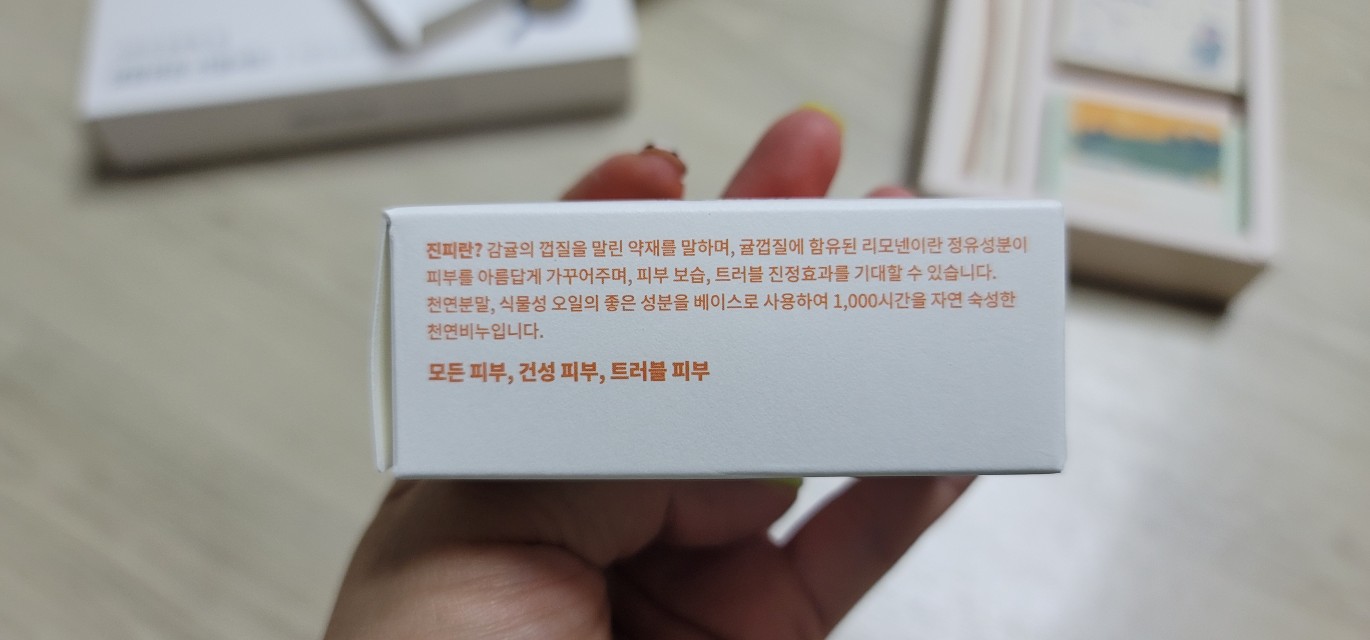 진피란? 감귤의 껍질을 말린 약재를 말하며, 귤껍질에 함유된 리모넨이란 정유성분이
피부를 아름답게 가꾸어주며, 피부 보습, 트러블 진정효과를 기대할 수 있습니다.
천연분말, 식물성 오일의 좋은 성분을 베이스로 사용하여 1,000시간을 자연 숙성한
천연비누입니다.
모든 피부, 건성 피부, 트러블 피부